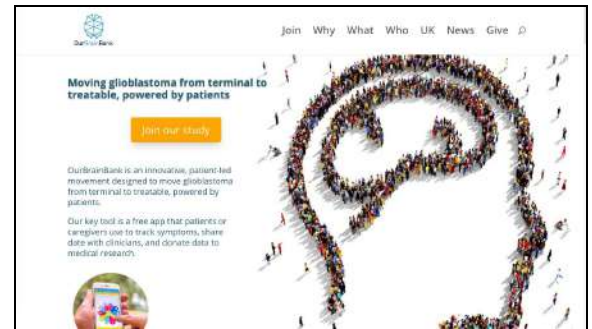 OurBrainBank
Join Why What Who UK News Give
Moving glioblastoma from terminal to
treatable, powered by patients
Join our study
OurBrainBank is an innovative, patient-led
movement designed to move glioblastoma
from terminal to treatable, powered by
patients.
Our key tool is a free app that patients or
caregivers use to track symptoms, share
date with clinicians, and donate data to
medical research.